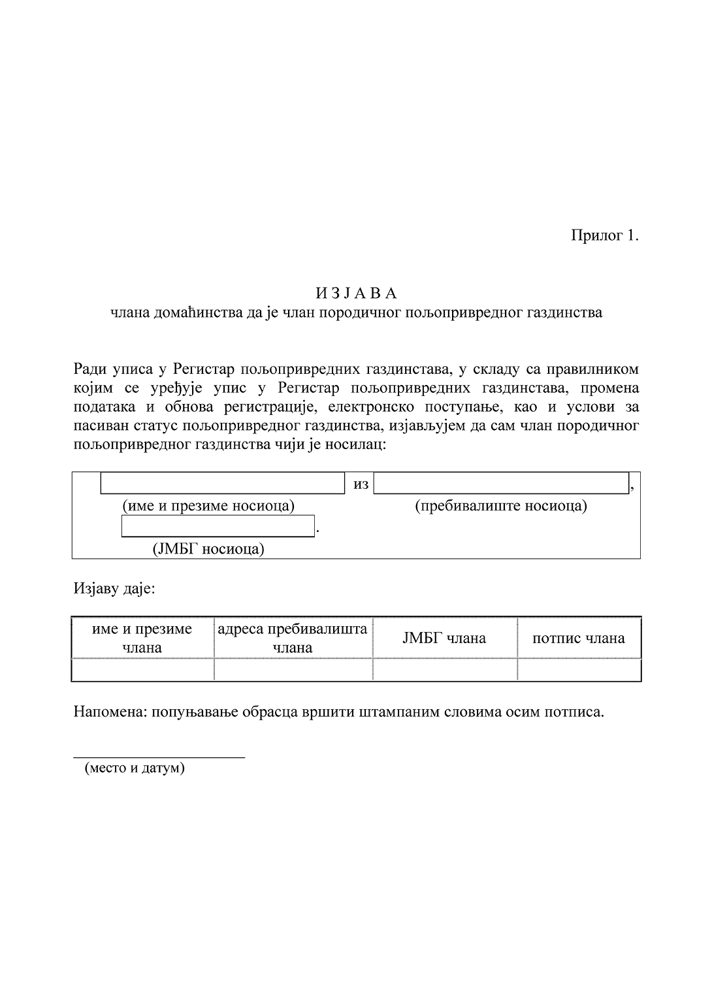 Прилог 1.
И З Ј А В А
члана домаћинства да је члан породичног пољопривредног газдинства
Ради уписа у Регистар пољопривредних газдинстава, у складу са правилником
којим се уређује упис у Регистар пољопривредних газдинстава, промена
података и обнова регистрације, електронско поступање, као и услови за
пасиван статус пољопривредног газдинства, изјављујем да сам члан породичног
пољопривредног газдинства чији је носилац:
из ,
(име и презиме носиоца) (пребивалиште носиоца)
.
(ЈМБГ носиоца)
Изјаву даје:
име и презиме
члана
адреса пребивалишта
члана
ЈМБГ члана
потпис члана
Напомена: попуњавање обрасца вршити штампаним словима осим потписа.
(место и датум)